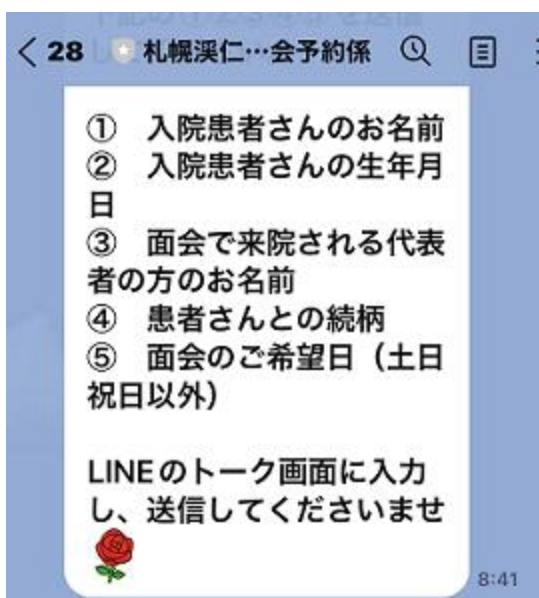 28 札幌渓仁…会予約係
① 入院患者さんのお名前
② 入院患者さんの生年月
日
③ 面会で来院される代表
者の方のお名前
④ 患者さんとの続柄
⑤ 面会のご希望日（土日
祝日以外）
LINEのトーク画面に入力
し、送信してくださいませ
8:41